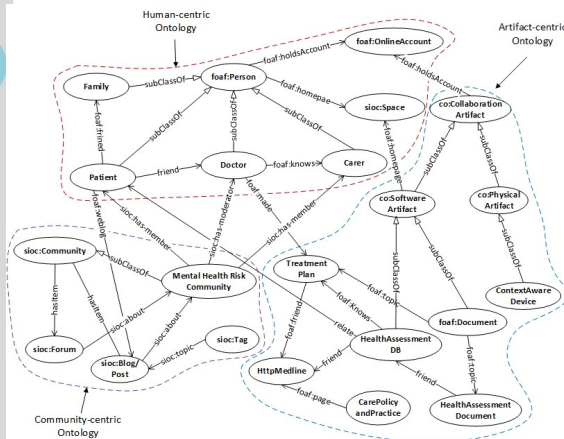 Human-centric
Ontology
Artifact-centric
Ontology
foaf:OnlineAccount
foaf:holdsAccount
foaf:holdsAccount
Family
subClassOf
foaf:Person
foaf:homepae
sioc:Space
co:Collaboration
Artifact
foaf:frined
subClassOf
subClassOf
subClassOf
foaf:homepage
subClassOf
subClassOf
Patient
friend
Doctor
foaf:knows
Carer
co:Software
Artifact
co:Physical
Artifact
foaf:weblog
sioc:has-member
sioc:has-moderator
foaf:made
sioc:has-member
sioc:Community
subClassOf
Mental Health Risk
Community
Treatment
Plan
subClassOf
subClassOf
subClassOf
ContextAware
Device
hasItem
hasItem
sioc:about
sioc:about
foaf:topic
foaf:Knows
relate
foaf:friend
foaf:Document
sioc:Forum
sioc:Tag
sioc:topic
sioc:Blog/
Post
HealthAssessment
DB
friend
foaf:topic
HttpMedline
friend
foaf:page
CarePolicy
andPractice
HealthAssessment
Document
Community-centric
Ontology